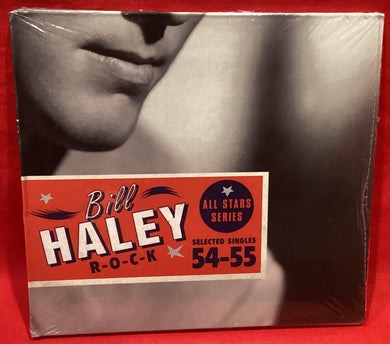 Bill
HALEY
R-O-C-K
ALL STARS
SERIES
SELECTED SINGLES
54-55